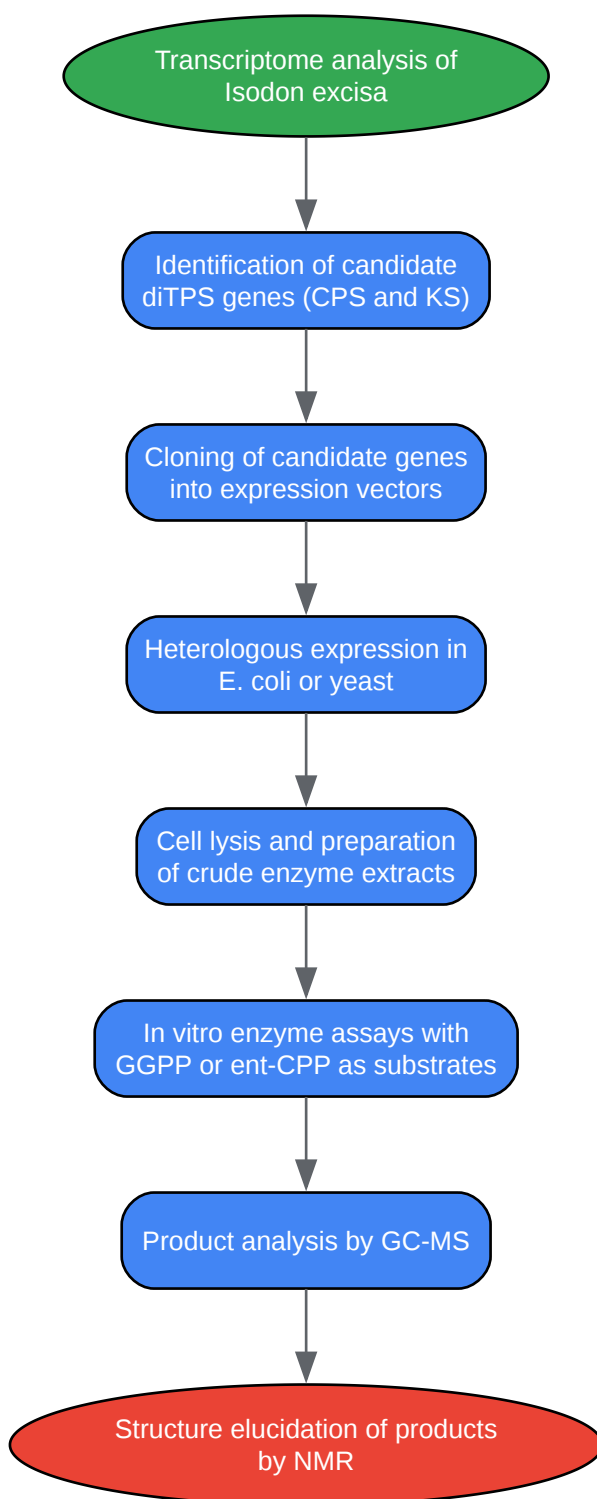 Transcriptome analysis of
Isodon excisa
Identification of candidate
diTPS genes (CPS and KS)
Cloning of candidate genes
into expression vectors
Heterologous expression in
E. coli or yeast
Cell lysis and preparation
of crude enzyme extracts
In vitro enzyme assays with
GGPP or ent-CPP as substrates
Product analysis by GC-MS
Structure elucidation of products
by NMR